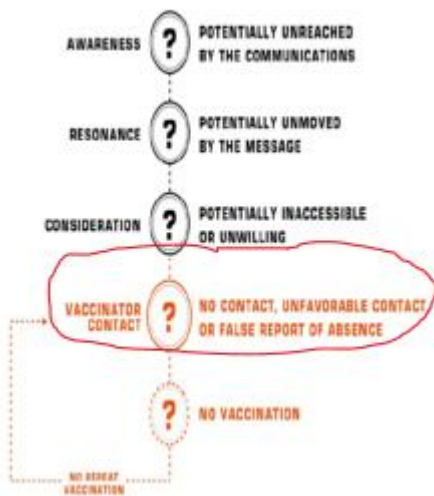 AWARENESS
?
POTENTIALLY UNREACHED
BY THE COMMUNICATIONS
RESONANCE
?
POTENTIALLY UNMOVED
BY THE MESSAGE
CONSIDERATION
?
POTENTIALLY INACCESSIBLE
OR UNWILLING
VACCINATOR
CONTACT
?
NO CONTACT, UNFAVORABLE CONTACT
OR FALSE REPORT OF ABSENCE
?
NO VACCINATION
NO REPEAT
VACCINATION